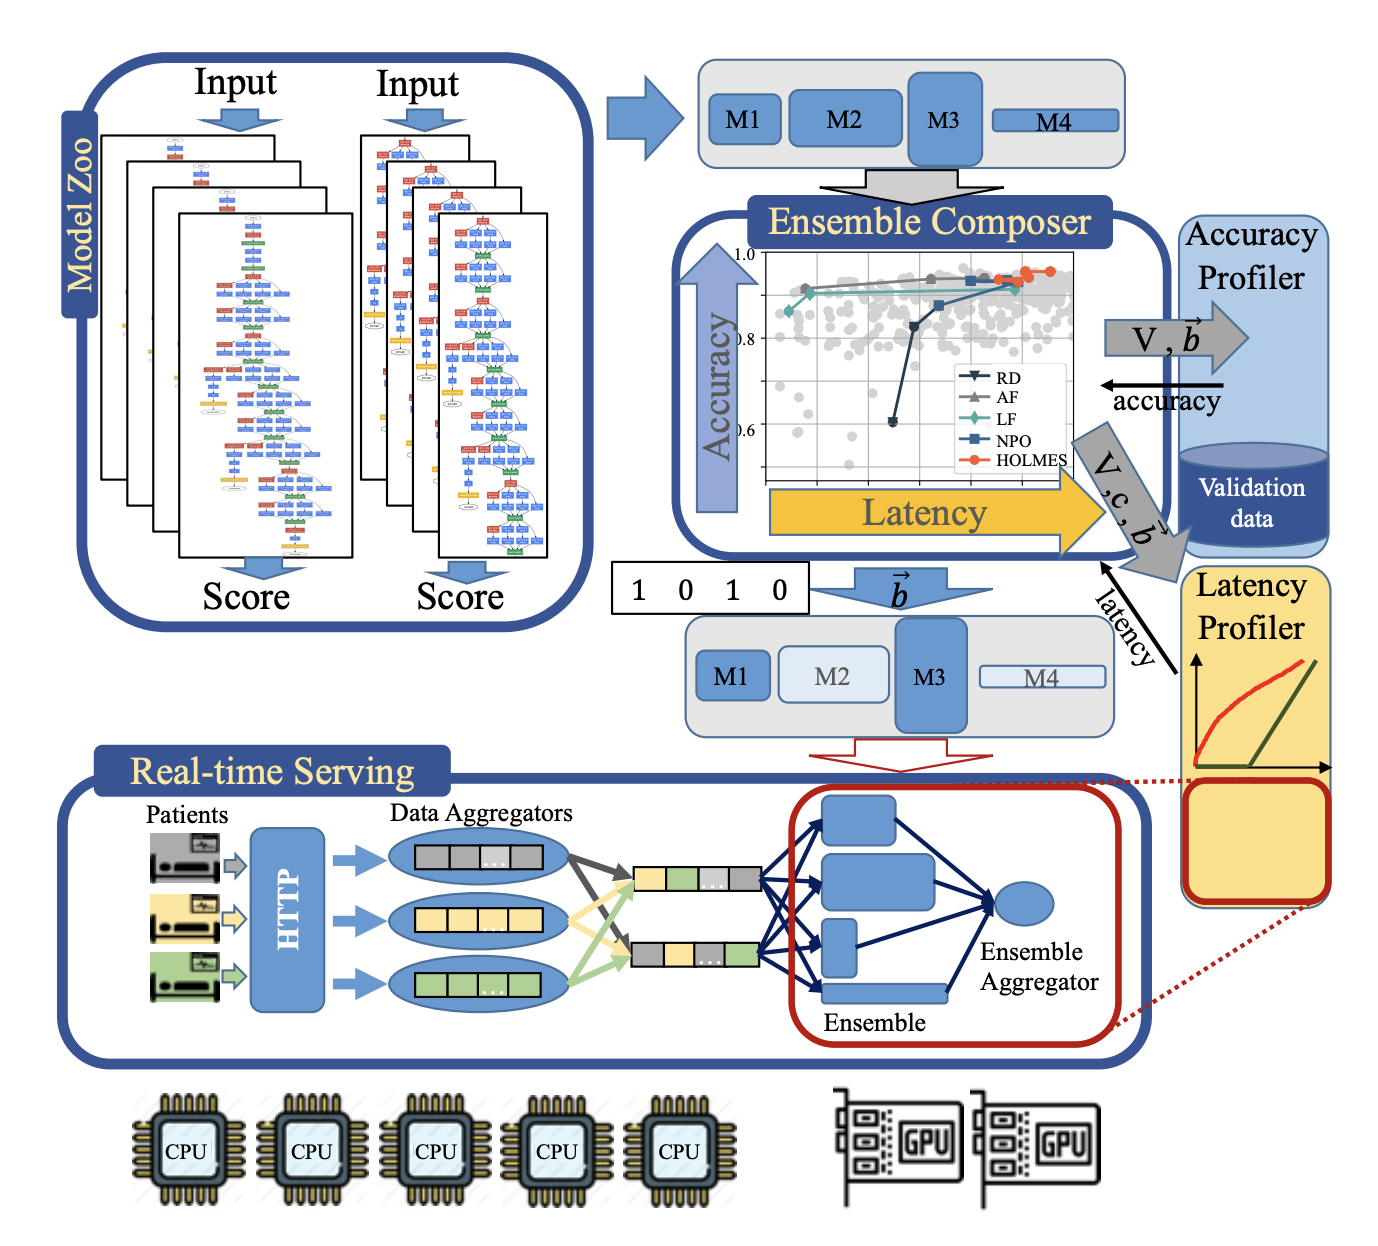 Input
Input
Model Zoo
Score
Score
M1
M2
M3
M4
Ensemble Composer
Accuracy
1.0
0.8
0.6
RD
AF
LF
NPO
HOLMES
Latency
Accuracy
Profiler
V , b⃗
accuracy
Validation
data
V ,c , b⃗
latency
Latency
Profiler
1 0 1 0
b⃗
M1
M2
M3
M4
Real-time Serving
Patients
HTTP
Data Aggregators
...
...
...
...
...
Ensemble
Ensemble
Aggregator
CPU
CPU
CPU
CPU
CPU
GPU
GPU